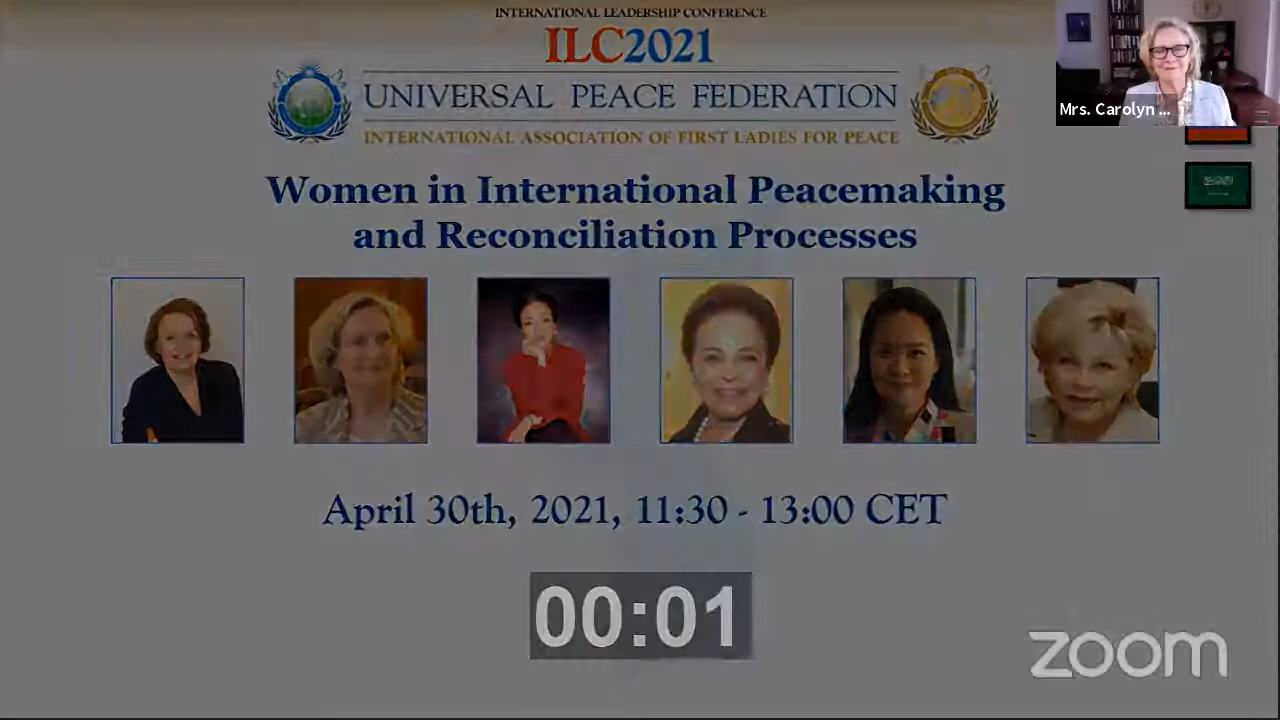 INTERNATIONAL LEADERSHIP CONFERENCE
ILC2021
UNIVERSAL PEACE FEDERATION
INTERNATIONAL ASSOCIATION OF FIRST LADIES FOR PEACE
Mrs. Carolyn ...
Women in International Peacemaking
and Reconciliation Processes
April 30th, 2021, 11:30 - 13:00 CET
00:01
zoom